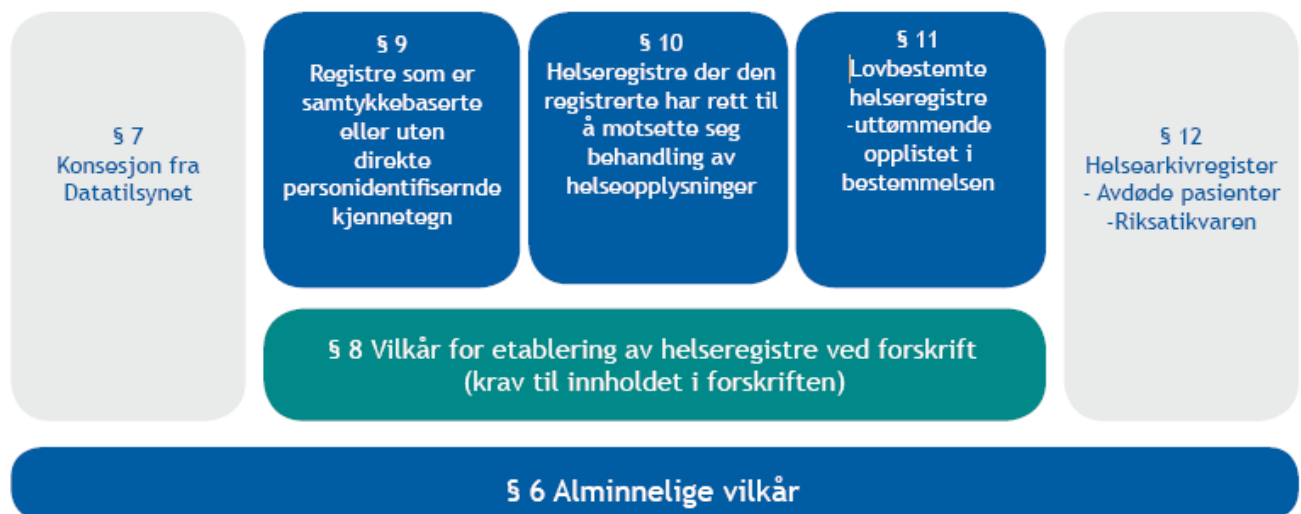 § 7
Konsesjon fra
Datatilsynet
§ 9
Registre som er
samtykkebaserte
eller uten
direkte
personidentifisernde
kjennetegn
§ 10
Helseregistre der den
registrerte har rett til
å motsette seg
behandling av
helseopplysninger
§ 11
Lovbestemte
helseregistre
-uttømmende
opplistet i
bestemmelsen
§ 12
Helsearkivregister
- Avdøde pasienter
-Riksatikvaren
§ 8 Vilkår for etablering av helseregistre ved forskrift
(krav til innholdet i forskriften)
§ 6 Alminnelige vilkår